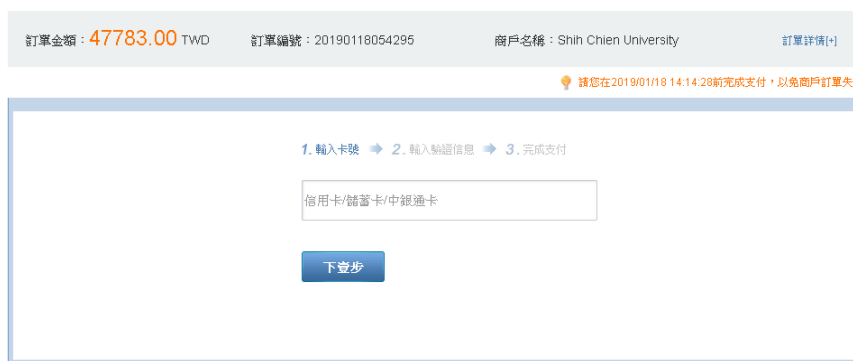 訂單金額：47783.00 TWD 訂單編號：20190118054295 商戶名稱：Shih Chien University 訂單詳情[+]
請您在2019/01/18 14:14:28前完成支付，以免商戶訂單失
1. 輸入卡號 2. 輸入驗證信息 3. 完成支付
信用卡/儲蓄卡/中銀通卡
下壹步